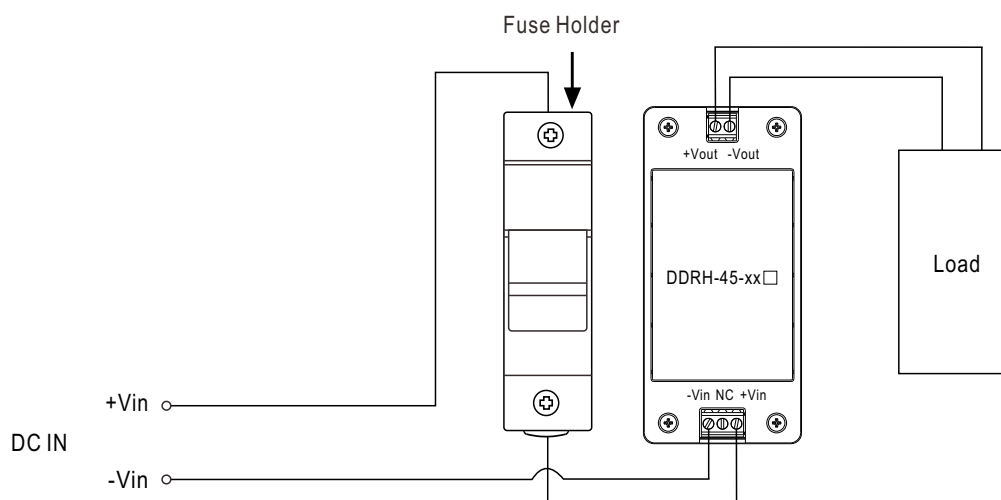 Fuse Holder
+Vout -Vout
DDRH-45-xx□
Load
-Vin NC +Vin
+Vin
DC IN
-Vin